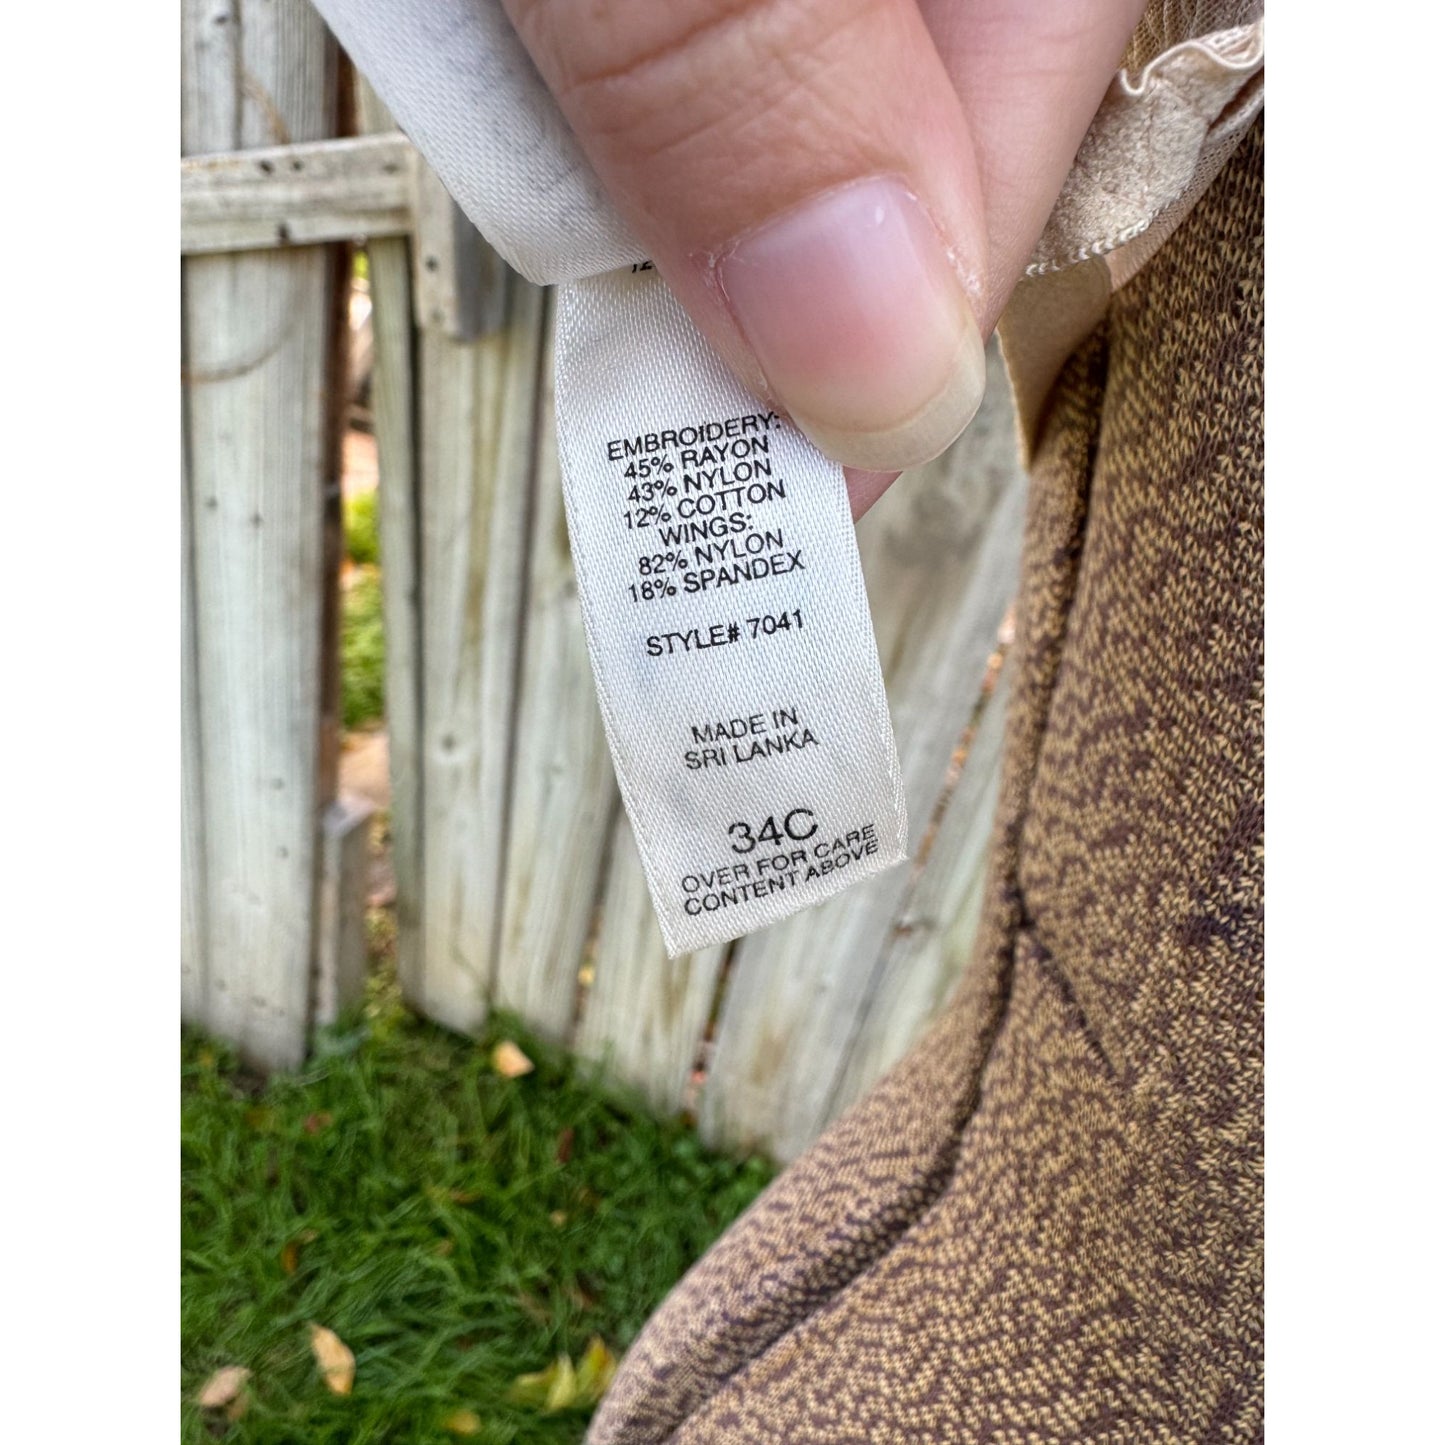 EMBROIDERY:
45% RAYON
43% NYLON
12% COTTON
WINGS:
82% NYLON
18% SPANDEX
STYLE# 7041
MADE IN
SRI LANKA
34C
OVER FOR CARE
CONTENT ABOVE